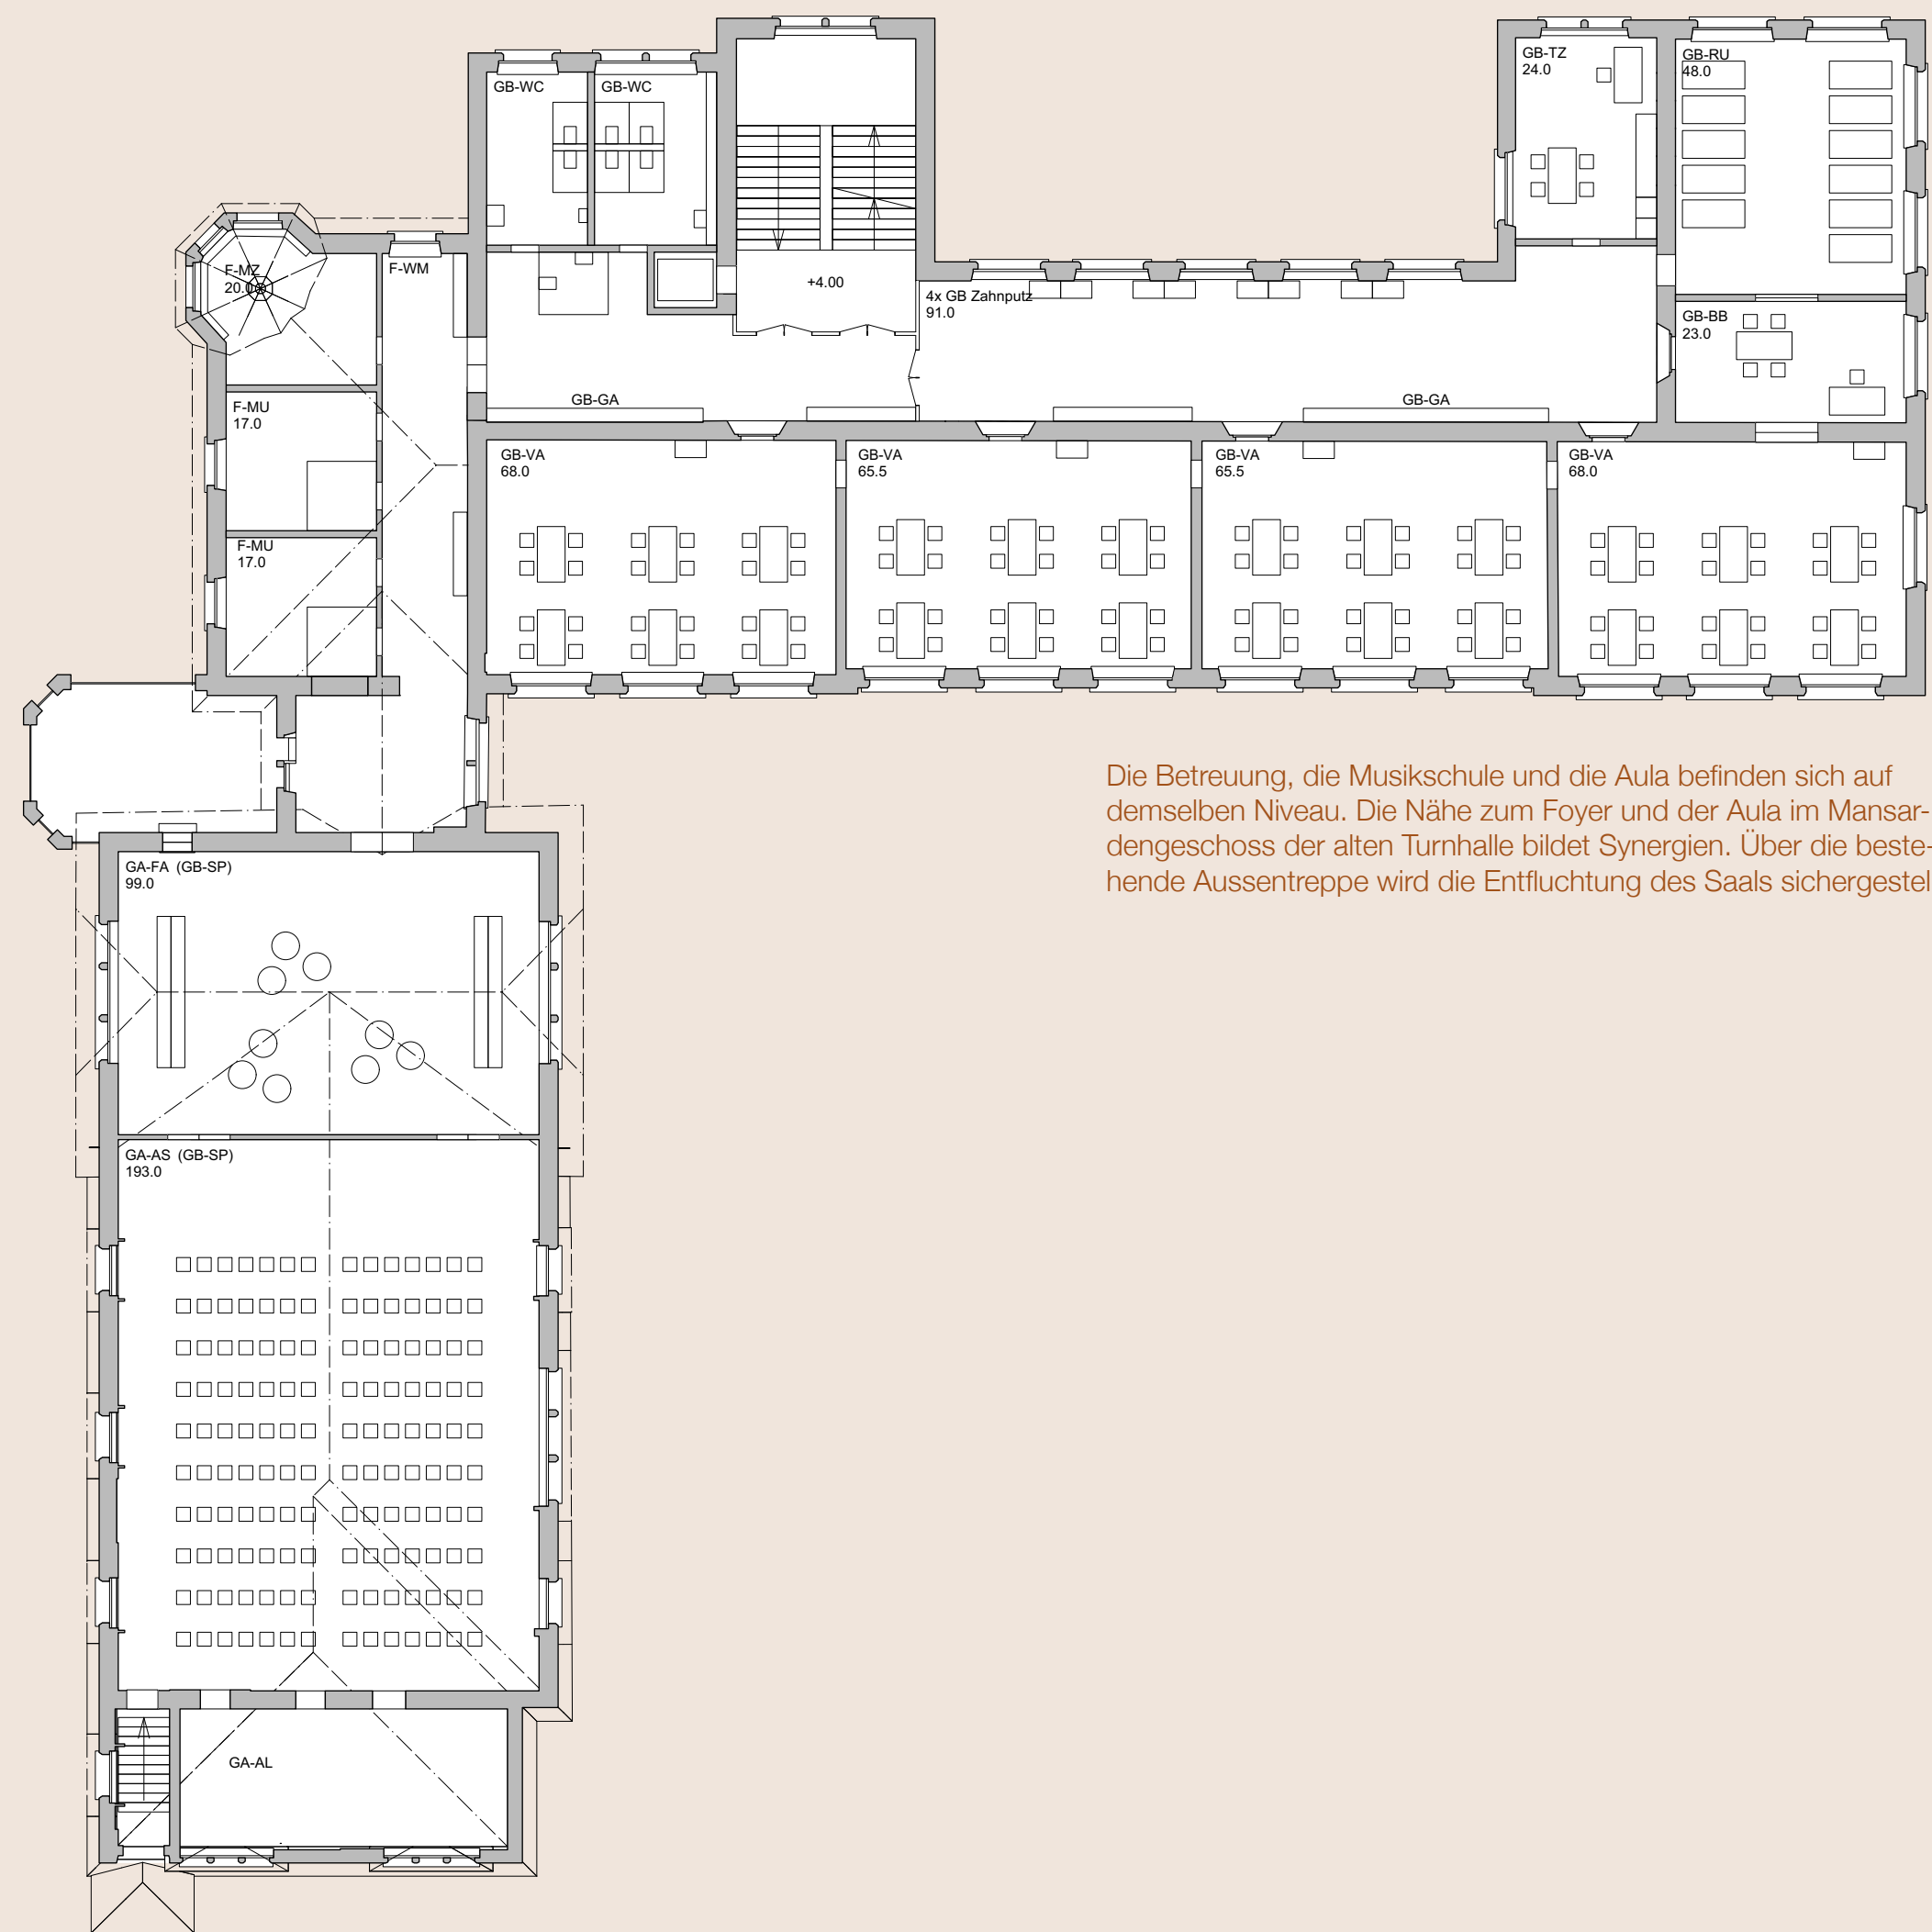 GB-TZ
24.0
GB-RU
48.0
GB-WC
GB-WC
F-MZ
20.0
F-WM
+4.00
4x GB Zahnputz
91.0
GB-BB
23.0
GB-GA
GB-GA
F-MU
17.0
GB-VA
68.0
GB-VA
65.5
GB-VA
65.5
GB-VA
68.0
F-MU
17.0
Die Betreuung, die Musikschule und die Aula befinden sich auf
demselben Niveau. Die Nähe zum Foyer und der Aula im Mansar-
dengeschoss der alten Turnhalle bildet Synergien. Über die beste-
hende Aussentreppe wird die Entfluchtung des Saals sichergestel
GA-FA (GB-SP)
99.0
GA-AS (GB-SP)
193.0
GA-AL